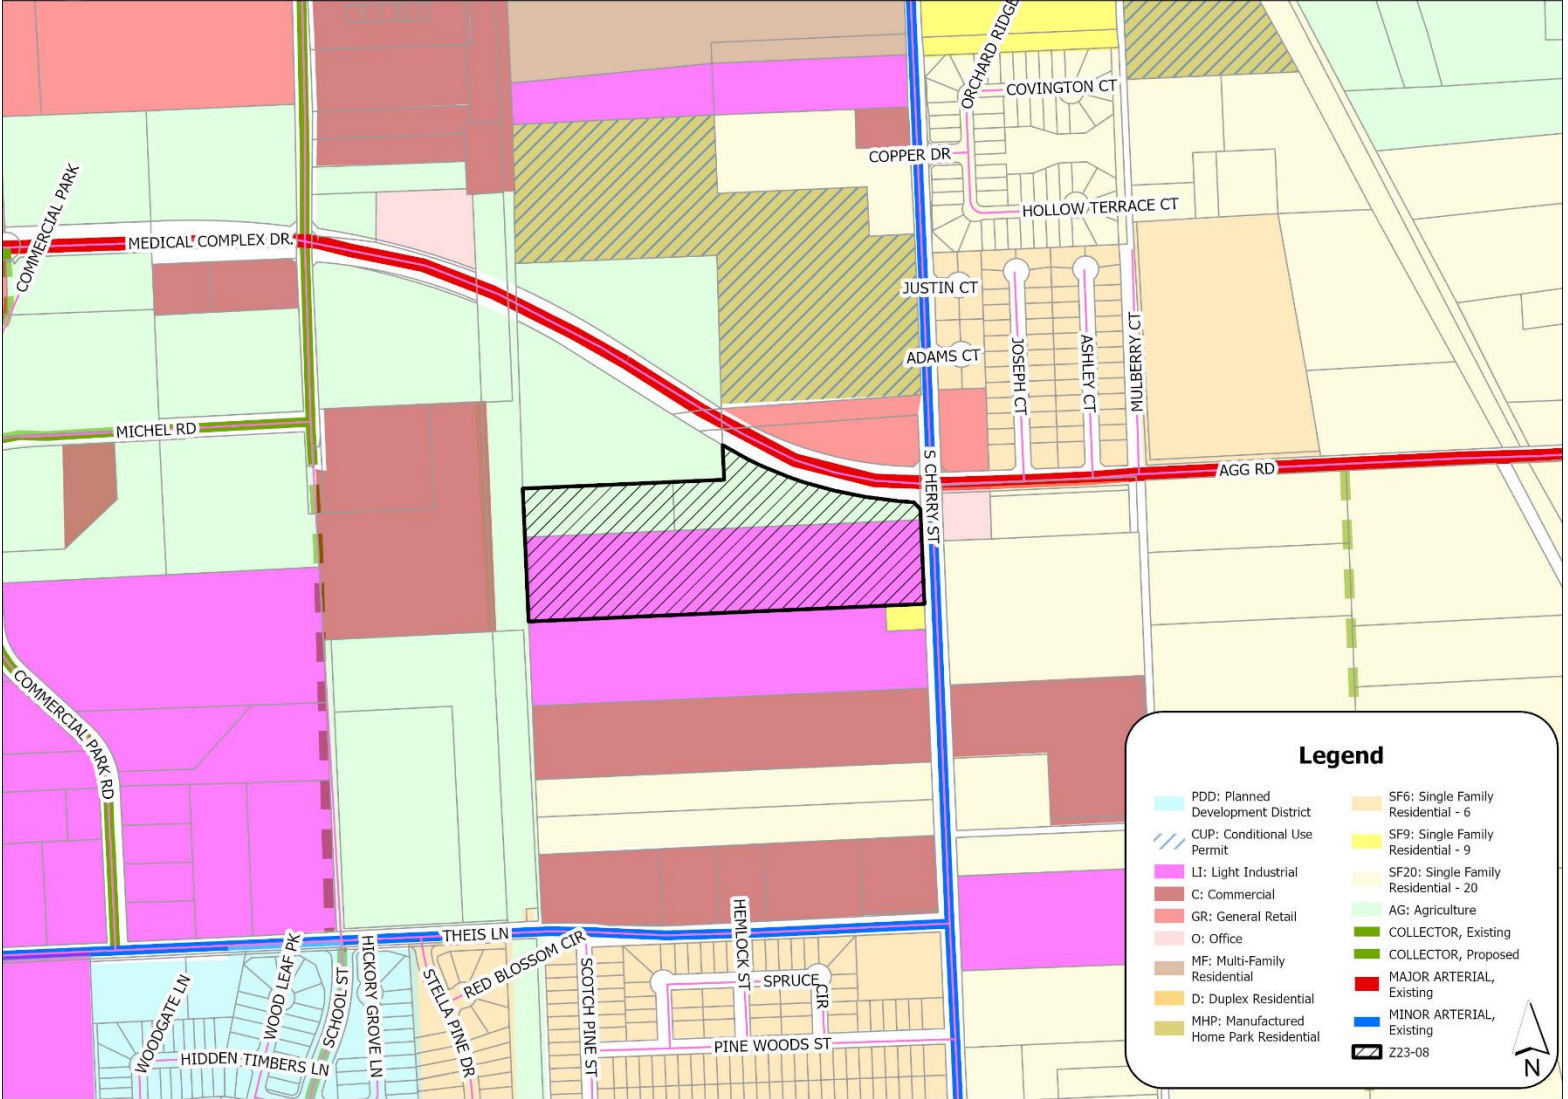 ORCHARD RIDGE
COVINGTON CT
COPPER DR
HOLLOW TERRACE CT
COMMERCIAL PARK
MEDICAL COMPLEX DR.
JUSTIN CT
ADAMS CT
JOSEPH CT
ASHLEY CT
MULBERRY CT
MICHEL RD
S CHERRY ST
AGG RD
COMMERCIAL PARK RD
THEIS LN
HEMLOCK ST
WOODGATE LN
WOOD LEAF PK
SCHOOL ST
HICKORY GROVE LN
STELLA PINE DR
RED BLOSSOM CIR
SCOTCH PINE ST
SPRUCE CIR
HIDDEN TIMBERS LN
PINE WOODS ST
Legend
PDD: Planned
Development District
CUP: Conditional Use
Permit
LI: Light Industrial
C: Commercial
GR: General Retail
O: Office
MF: Multi-Family
Residential
D: Duplex Residential
MHP: Manufactured
Home Park Residential
SF6: Single Family
Residential - 6
SF9: Single Family
Residential - 9
SF20: Single Family
Residential - 20
AG: Agriculture
COLLECTOR, Existing
COLLECTOR, Proposed
MAJOR ARTERIAL,
Existing
MINOR ARTERIAL,
Existing
Z23-08
N